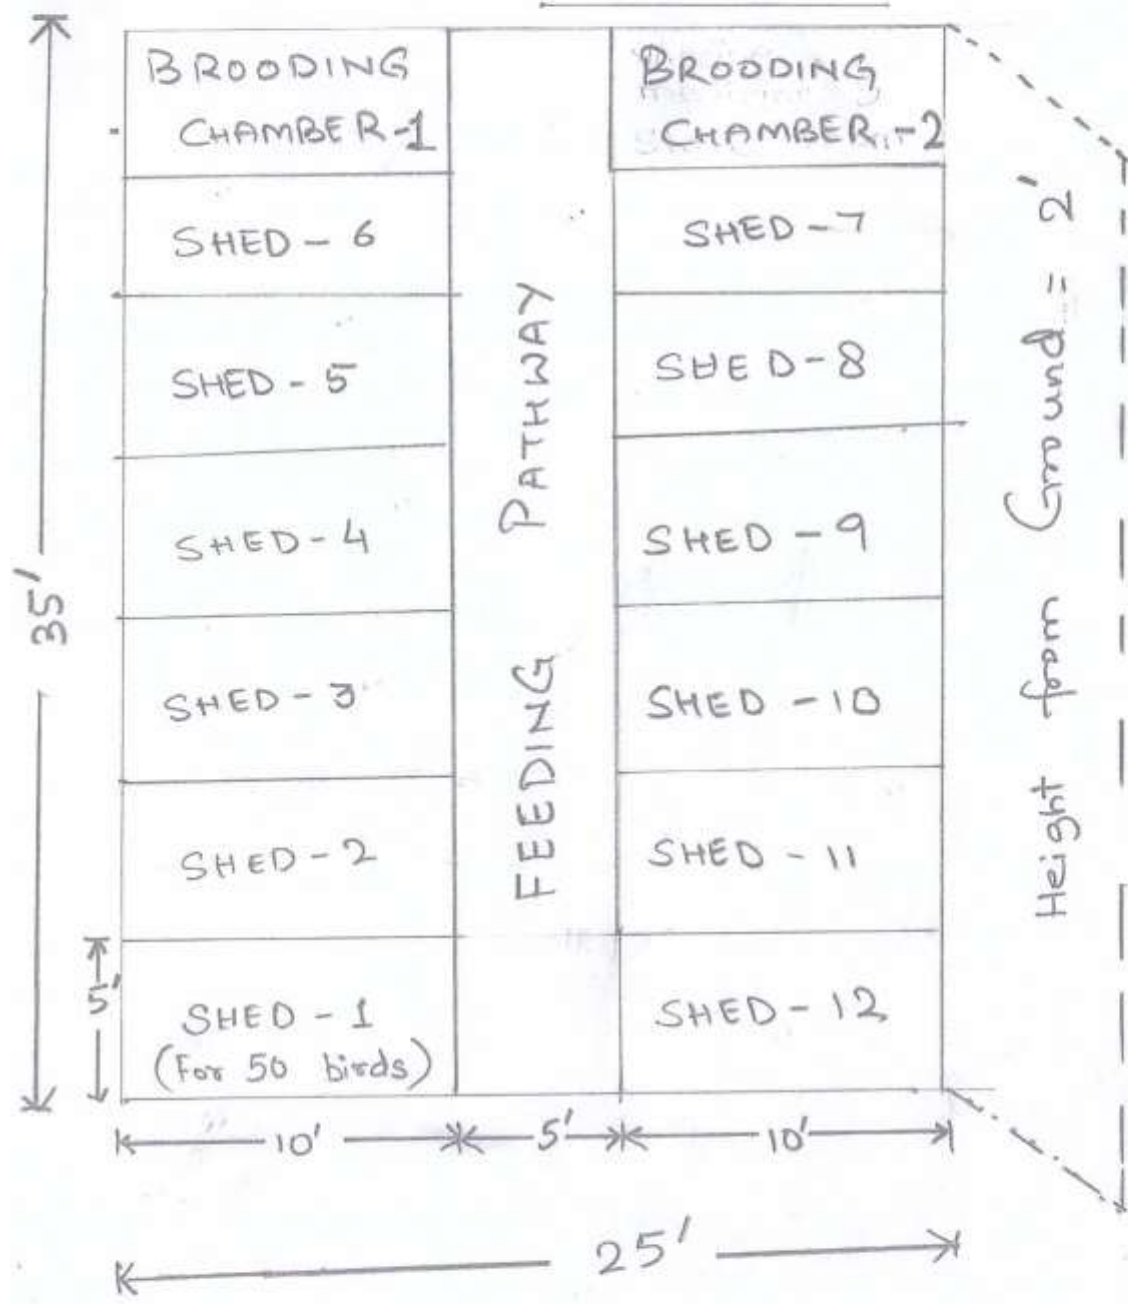 BROODING
CHAMBER-1
BROODING
CHAMBER.-2
SHED - 6
SHED - 7
SHED - 5
SHED - 8
SHED - 4
SHED - 9
SHED - 3
SHED - 10
SHED - 2
SHED - 11
SHED - 1
(For 50 birds)
SHED - 12
FEEDING PATHWAY
Height from Ground = 2'
35'
5'
10'
5'
10'
25'